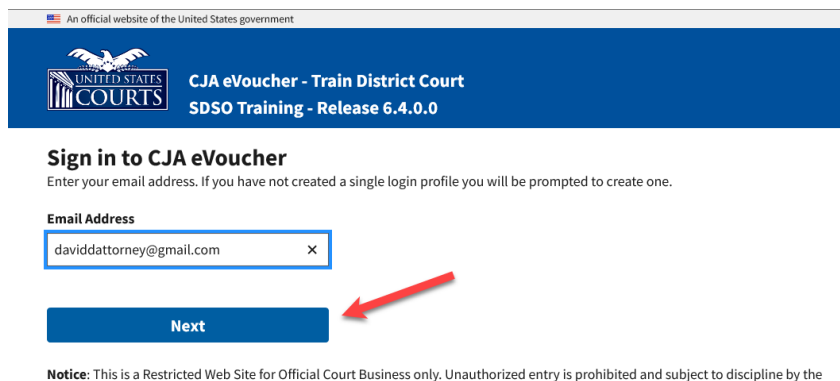 An official website of the United States government
UNITED STATES
COURTS
CJA eVoucher - Train District Court
SDSO Training - Release 6.4.0.0
Sign in to CJA eVoucher
Enter your email address. If you have not created a single login profile you will be prompted to create one.
Email Address
daviddattorney@gmail.com
Next
Notice: This is a Restricted Web Site for Official Court Business only. Unauthorized entry is prohibited and subject to discipline by the